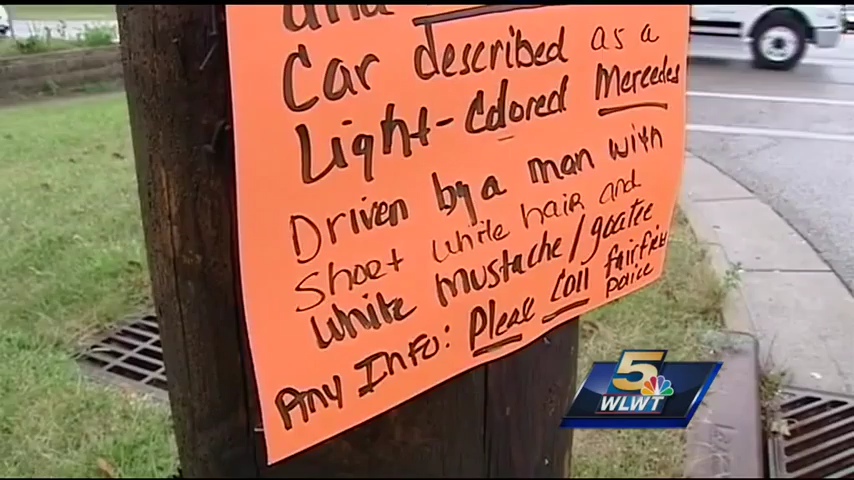 and
Car described as a
Light-Colored Mercedes
Driven by a man with
Short white hair and
White mustache/goatee
Any Info: Please Call fairfield
police
5
WLWT